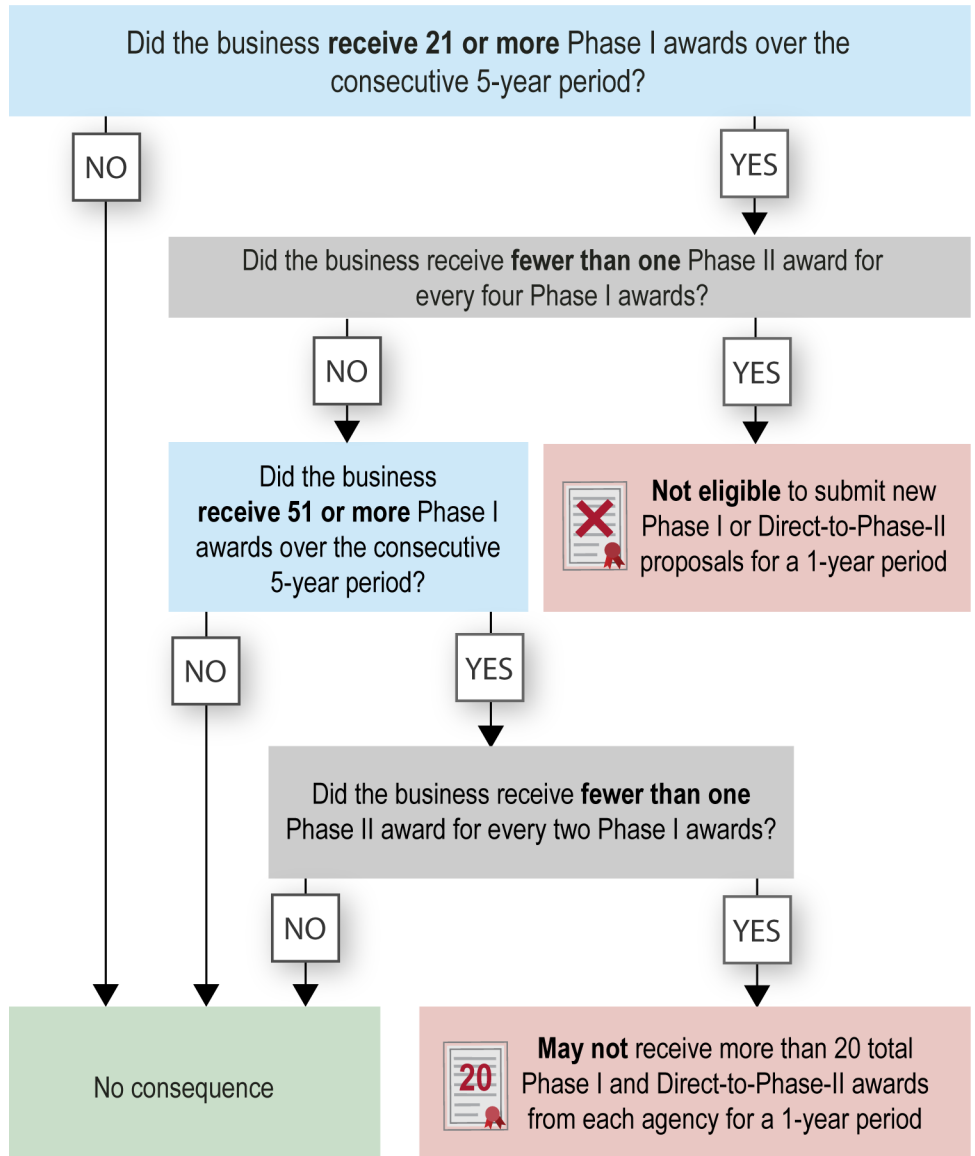 Did the business receive 21 or more Phase I awards over the
consecutive 5-year period?
NO
YES
Did the business receive fewer than one Phase II award for
every four Phase I awards?
NO
YES
Did the business
receive 51 or more Phase I
awards over the consecutive
5-year period?
Not eligible to submit new
Phase I or Direct-to-Phase-II
proposals for a 1-year period
NO
YES
Did the business receive fewer than one
Phase II award for every two Phase I awards?
NO
YES
No consequence
20
May not receive more than 20 total
Phase I and Direct-to-Phase-II awards
from each agency for a 1-year period